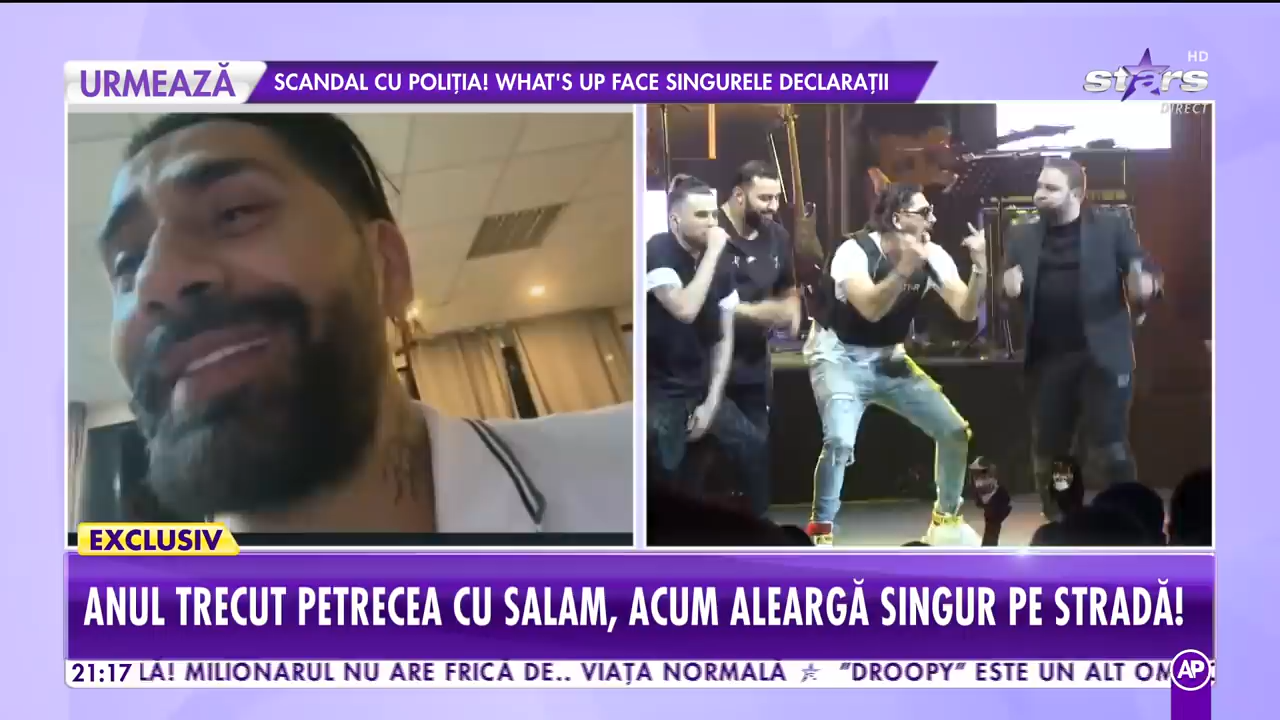 URMEAZĂ
SCANDAL CU POLIȚIA! WHAT'S UP FACE SINGURELE DECLARAȚII
HD
stars
DIRECT
EXCLUSIV
ANUL TRECUT PETRECEA CU SALAM, ACUM ALEARGĂ SINGUR PE STRADĂ!
21:17 LĂ! MILIONARUL NU ARE FRICĂ DE.. VIAȚA NORMALĂ ☆ "DROOPY" ESTE UN ALT OM
AP